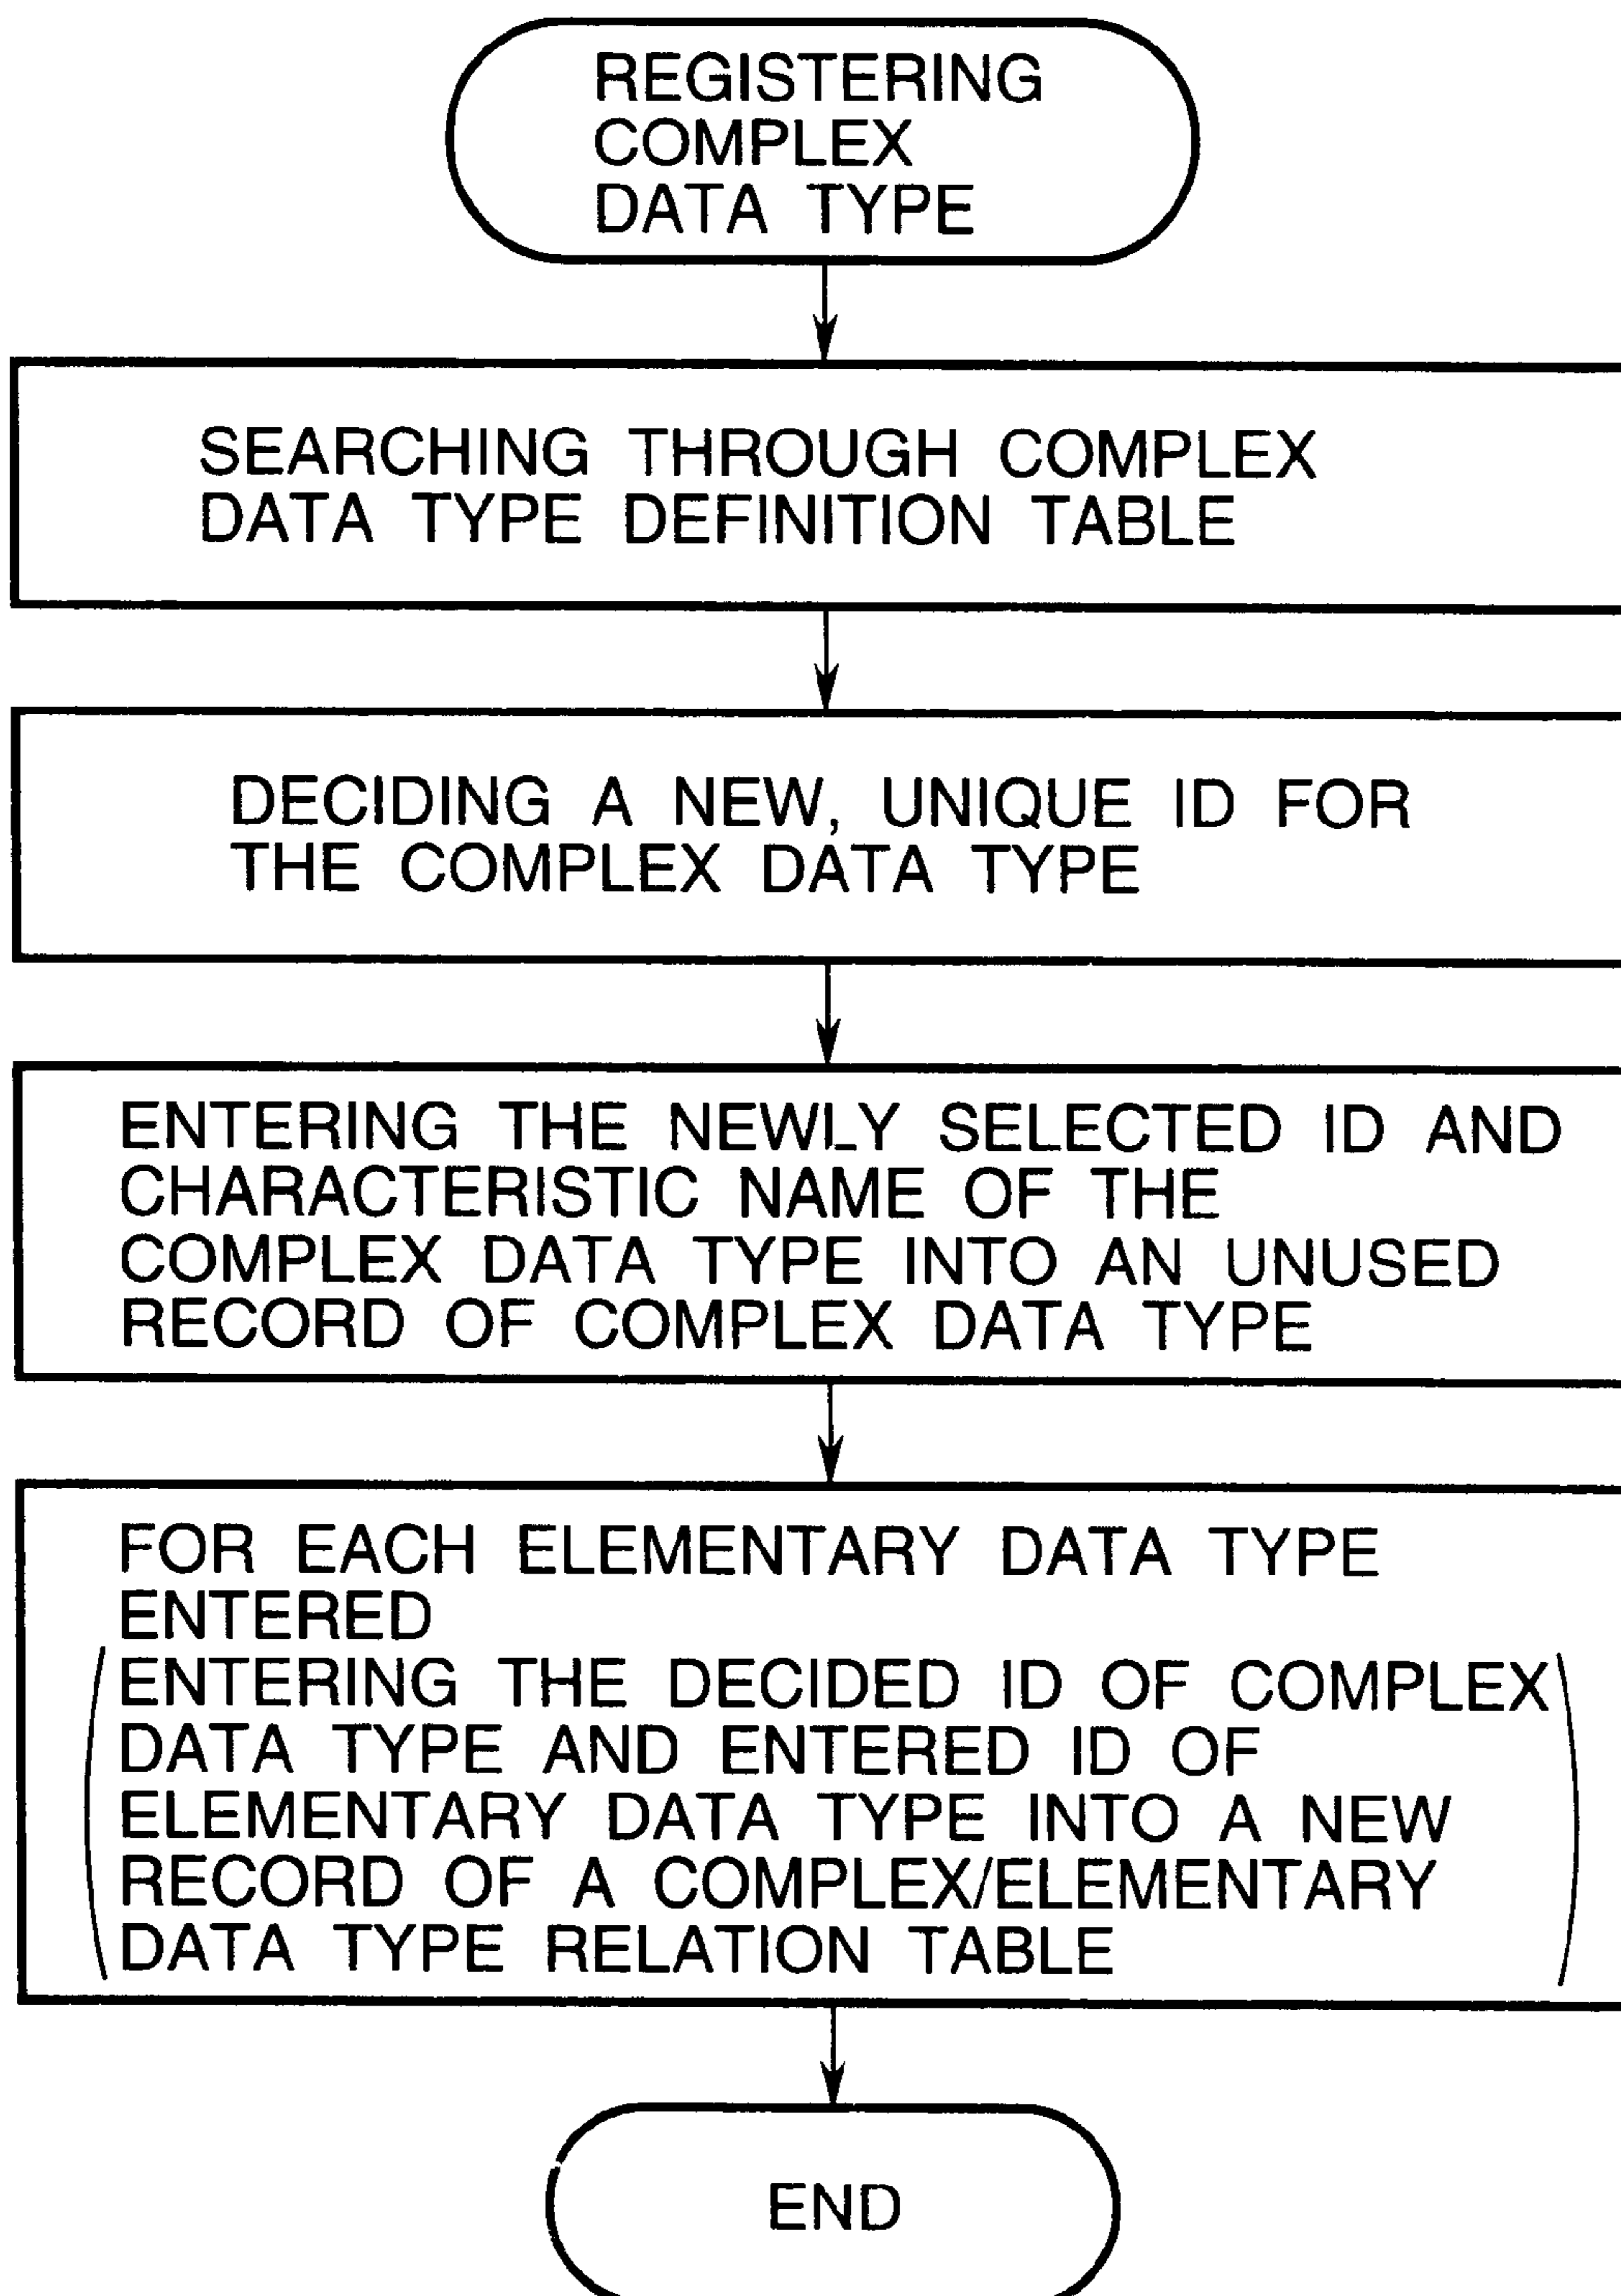 REGISTERING
COMPLEX
DATA TYPE
SEARCHING THROUGH COMPLEX
DATA TYPE DEFINITION TABLE
DECIDING A NEW, UNIQUE ID FOR
THE COMPLEX DATA TYPE
ENTERING THE NEWLY SELECTED ID AND
CHARACTERISTIC NAME OF THE
COMPLEX DATA TYPE INTO AN UNUSED
RECORD OF COMPLEX DATA TYPE
FOR EACH ELEMENTARY DATA TYPE
ENTERED
ENTERING THE DECIDED ID OF COMPLEX
DATA TYPE AND ENTERED ID OF
ELEMENTARY DATA TYPE INTO A NEW
RECORD OF A COMPLEX/ELEMENTARY
DATA TYPE RELATION TABLE
END